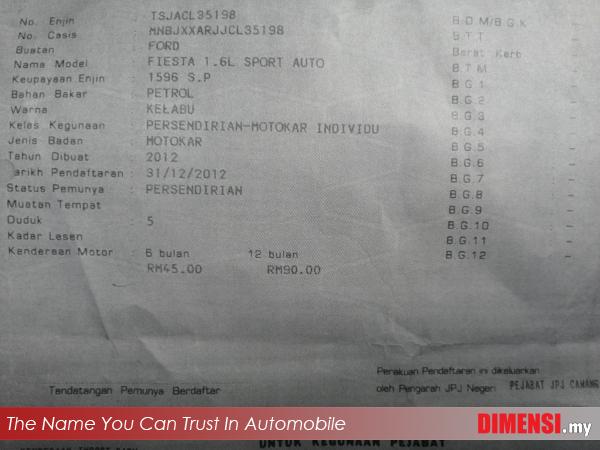 No. Enjin : TSJACL35198
No. Casis : MNBJXXARJJCL35198
Buatan : FORD
Nama Model : FIESTA 1.6L SPORT AUTO
Keupayaan Enjin : 1596 S.P
Bahan Bakar : PETROL
Warna : KELABU
Kelas Kegunaan : PERSENDIRIAN-MOTOKAR INDIVIDU
Jenis Badan : MOTOKAR
Tahun Dibuat : 2012
Tarikh Pendaftaran : 31/12/2012
Status Pemunya : PERSENDIRIAN
Muatan Tempat
Duduk : 5
Kadar Lesen
Kenderaan Motor : 6 bulan 12 bulan
RM45.00 RM90.00
B.D.M/B.G.K -
B.T.T. -
Berat Kerb
B.T.M -
B.G.1 -
B.G.2 -
B.G.3 -
B.G.4 -
B.G.5 -
B.G.6 -
B.G.7 -
B.G.8 -
B.G.9 -
B.G.10 -
B.G.11 -
B.G.12 -
Tandatangan Pemunya Berdaftar
Perakuan Pendaftaran ini dikeluarkan
oleh Pengarah JPJ Negeri PEJABAT JPJ CAWANG
The Name You Can Trust In Automobile
DIMENSI.my
UNTUK KEGUNAAN PEJABAT